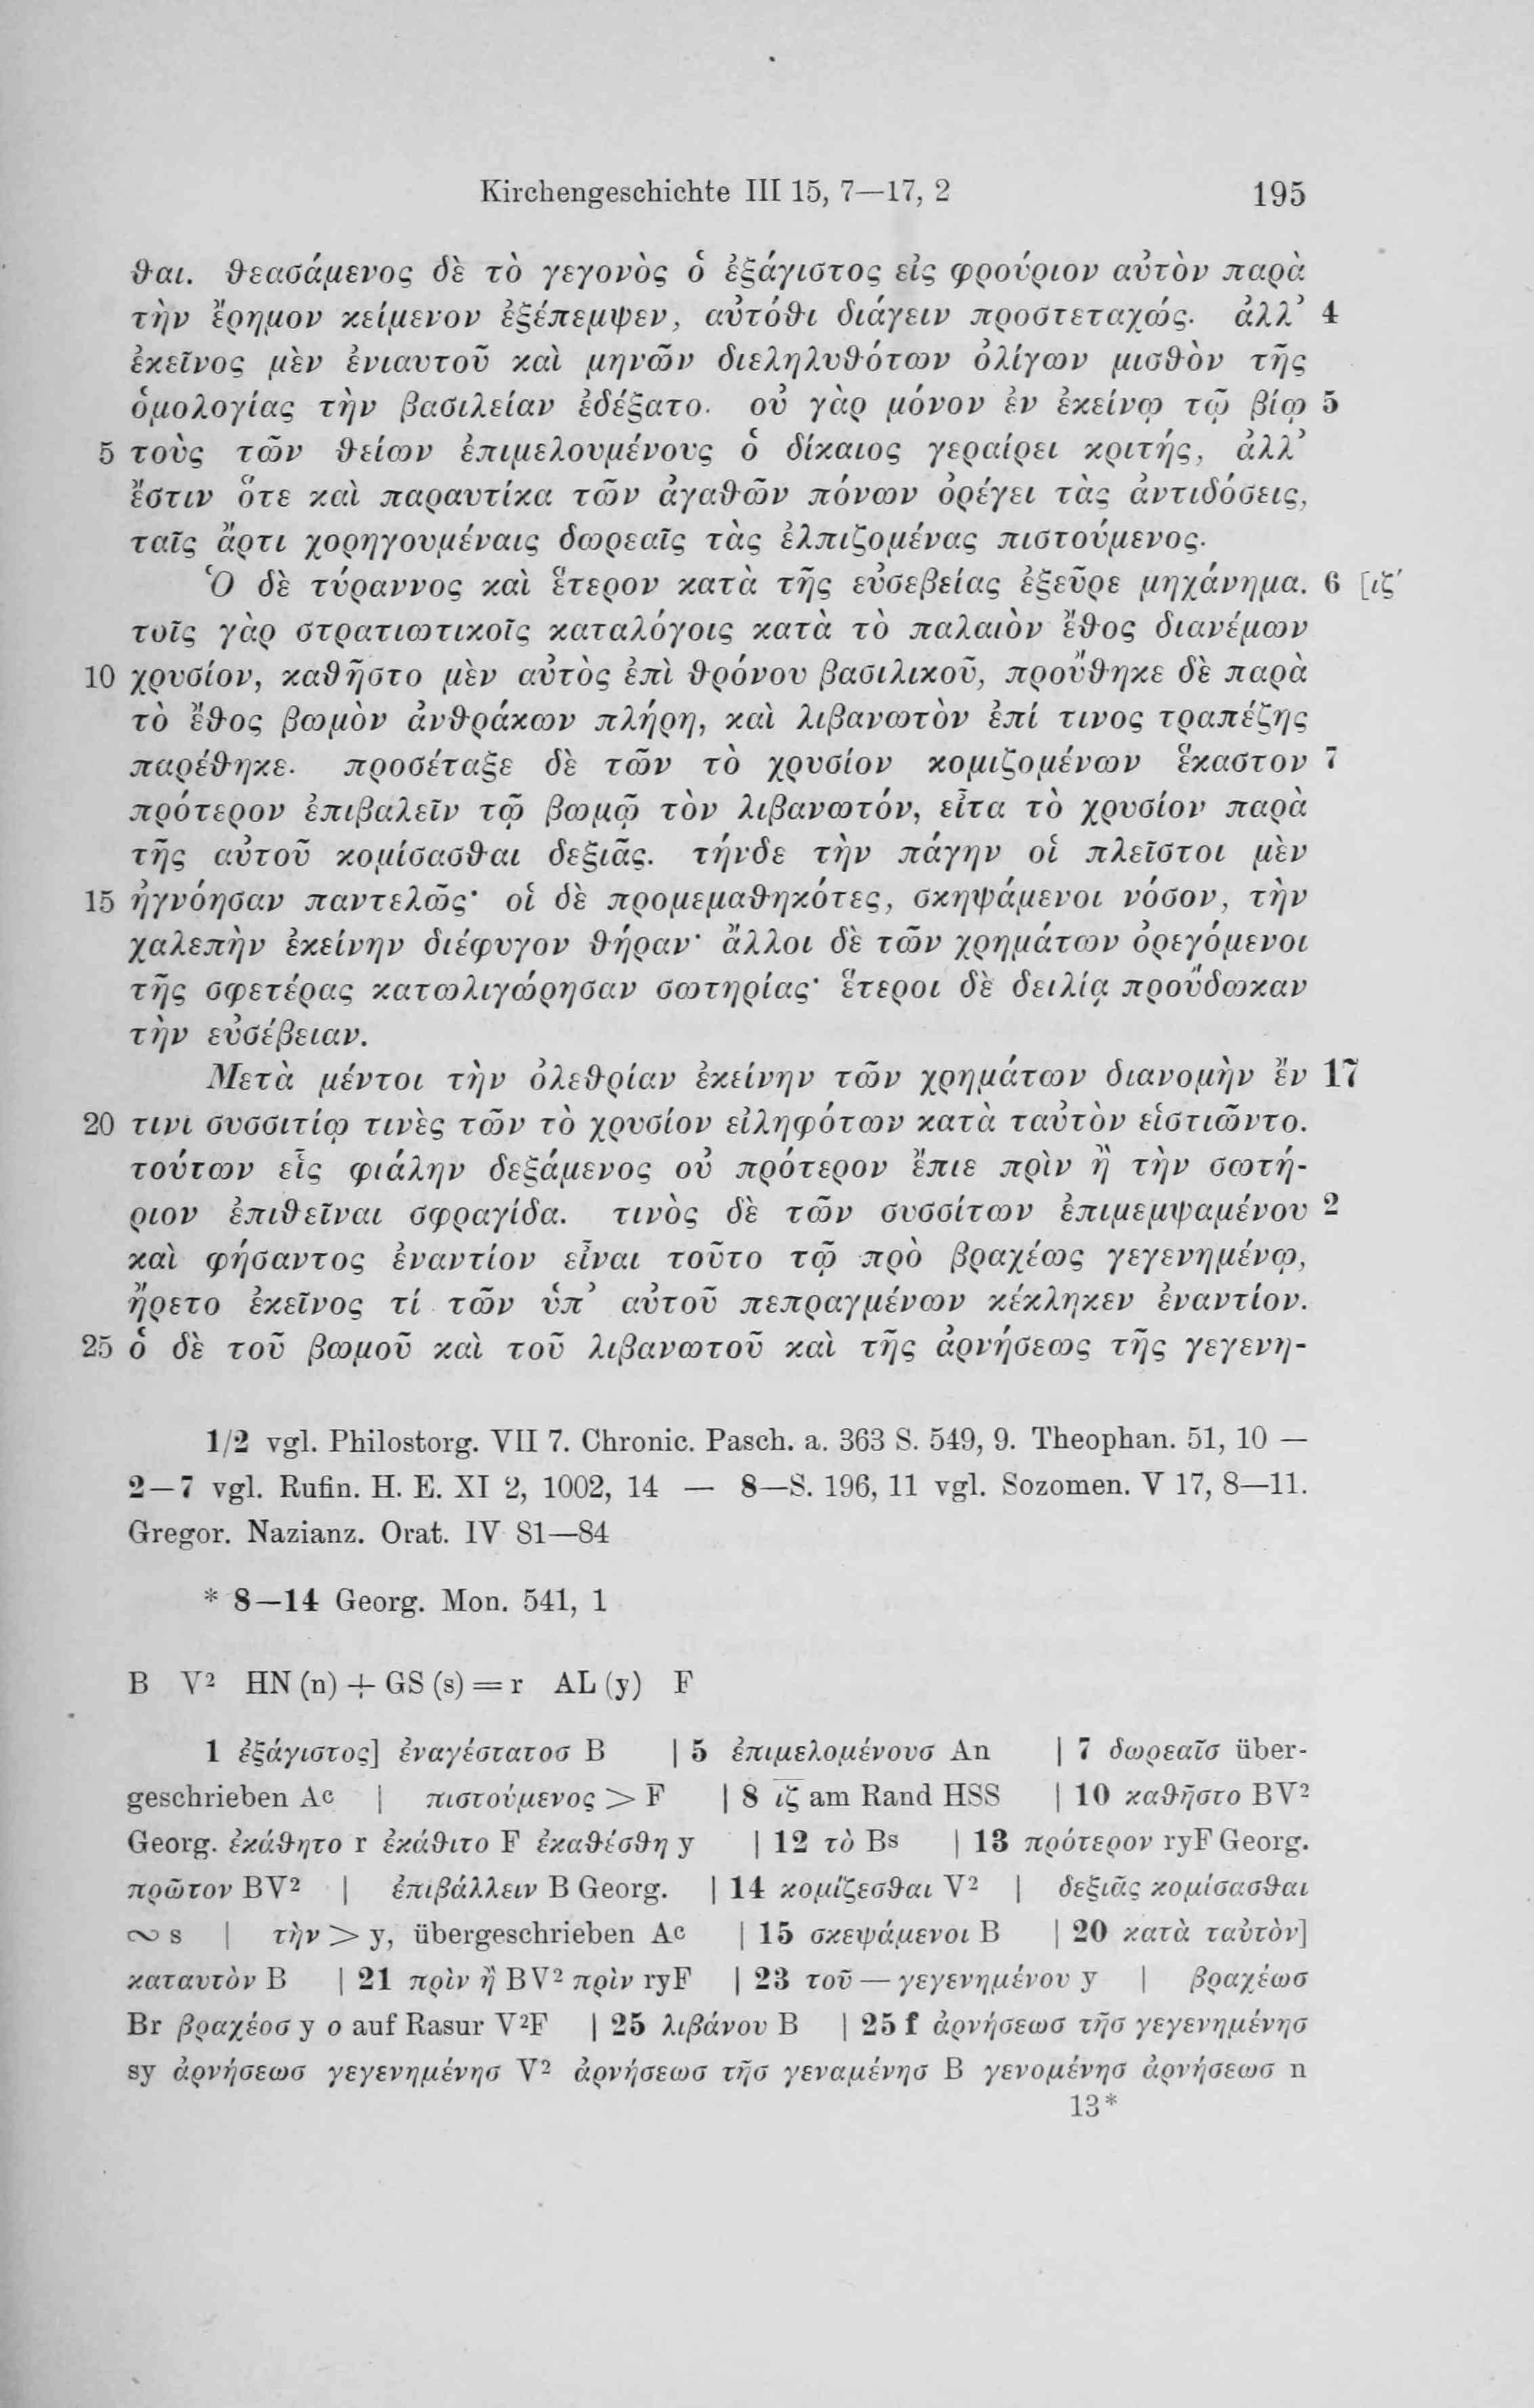 Kirchengeschichte III 15, 7—17, 2 195
θαι. θεασάμενος δὲ τὸ γεγονὸς ὁ ἐξάγιστος εἰς φρούριον αὐτὸν παρὰ
τὴν ἔρημον κείμενον ἐξέπεμψεν, αὐτόθι διάγειν προστεταχώς. ἀλλ’ 4
ἐκεῖνος μὲν ἐνιαυτοῦ καὶ μηνῶν διεληλυθότων ὀλίγων μισθὸν τῆς
ὁμολογίας τὴν βασιλείαν ἐδέξατο. οὐ γὰρ μόνον ἐν ἐκείνῳ τῷ βίῳ 5
5 τοὺς τῶν θείων ἐπιμελουμένους ὁ δίκαιος γεραίρει κριτής, ἀλλ’
ἔστιν ὅτε καὶ παραυτίκα τῶν ἀγαθῶν πόνων ὀρέγει τὰς ἀντιδόσεις,
ταῖς ἄρτι χορηγουμέναις δωρεαῖς τὰς ἐλπιζομένας πιστούμενος.
Ὁ δὲ τύραννος καὶ ἕτερον κατὰ τῆς εὐσεβείας ἐξεῦρε μηχάνημα. 6 [ιζ′
τοῖς γὰρ στρατιωτικοῖς καταλόγοις κατὰ τὸ παλαιὸν ἔθος διανέμων
10 χρυσίον, καθῆστο μὲν αὐτὸς ἐπὶ θρόνου βασιλικοῦ, προὔθηκε δὲ παρὰ
τὸ ἔθος βωμὸν ἀνθράκων πλήρη, καὶ λιβανωτὸν ἐπί τινος τραπέζης
παρέθηκε. προσέταξε δὲ τῶν τὸ χρυσίον κομιζομένων ἕκαστον 7
πρότερον ἐπιβαλεῖν τῷ βωμῷ τὸν λιβανωτόν, εἶτα τὸ χρυσίον παρὰ
τῆς αὐτοῦ κομίσασθαι δεξιᾶς. τήνδε τὴν πάγην οἱ πλεῖστοι μὲν
15 ἠγνόησαν παντελῶς· οἱ δὲ προμεμαθηκότες, σκηψάμενοι νόσον, τὴν
χαλεπὴν ἐκείνην διέφυγον θήραν· ἄλλοι δὲ τῶν χρημάτων ὀρεγόμενοι
τῆς σφετέρας κατωλιγώρησαν σωτηρίας· ἕτεροι δὲ δειλίᾳ προὔδωκαν
τὴν εὐσέβειαν.
Μετὰ μέντοι τὴν ὀλεθρίαν ἐκείνην τῶν χρημάτων διανομὴν ἔν 17
20 τινι συσσιτίῳ τινὲς τῶν τὸ χρυσίον εἰληφότων κατὰ ταὐτὸν εἱστιῶντο.
τούτων εἷς φιάλην δεξάμενος οὐ πρότερον ἔπιε πρὶν ἢ τὴν σωτή-
ριον ἐπιθεῖναι σφραγίδα. τινὸς δὲ τῶν συσσίτων ἐπιμεμψαμένου 2
καὶ φήσαντος ἐναντίον εἶναι τοῦτο τῷ πρὸ βραχέως γεγενημένῳ,
ἤρετο ἐκεῖνος τί τῶν ὑπ’ αὐτοῦ πεπραγμένων κέκληκεν ἐναντίον.
25 ὁ δὲ τοῦ βωμοῦ καὶ τοῦ λιβανωτοῦ καὶ τῆς ἀρνήσεως τῆς γεγενη-
1/2 vgl. Philostorg. VII 7. Chronic. Pasch. a. 363 S. 549, 9. Theophan. 51, 10 —
2—7 vgl. Rufin. H. E. XI 2, 1002, 14 — 8—S. 196, 11 vgl. Sozomen. V 17, 8—11.
Gregor. Nazianz. Orat. IV 81—84
* 8—14 Georg. Mon. 541, 1
B V² HN (n) + GS (s) = r AL (y) F
1 ἐξάγιστος] ἐναγέστατοσ B | 5 ἐπιμελομένουσ An | 7 δωρεαῖσ über-
geschrieben Aᶜ | πιστούμενος > F | 8 ιζ am Rand HSS | 10 καθῆστο BV²
Georg. ἐκάθητο r ἐκάθιτο F ἐκαθέσθη y | 12 τὸ Bs | 13 πρότερον ryF Georg.
πρῶτον BV² | ἐπιβάλλειν B Georg. | 14 κομίζεσθαι V² | δεξιᾶς κομίσασθαι
∾ s | τὴν > y, übergeschrieben Aᶜ | 15 σκεψάμενοι B | 20 κατὰ ταὐτὸν]
καταυτὸν B | 21 πρὶν ἢ BV² πρὶν ryF | 23 τοῦ — γεγενημένου y | βραχέωσ
Br βραχέοσ y ο auf Rasur V²F | 25 λιβάνου B | 25 f ἀρνήσεωσ τῆσ γεγενημένησ
sy ἀρνήσεωσ γεγενημένησ V² ἀρνήσεωσ τῆσ γεναμένησ B γενομένησ ἀρνήσεωσ n
13*